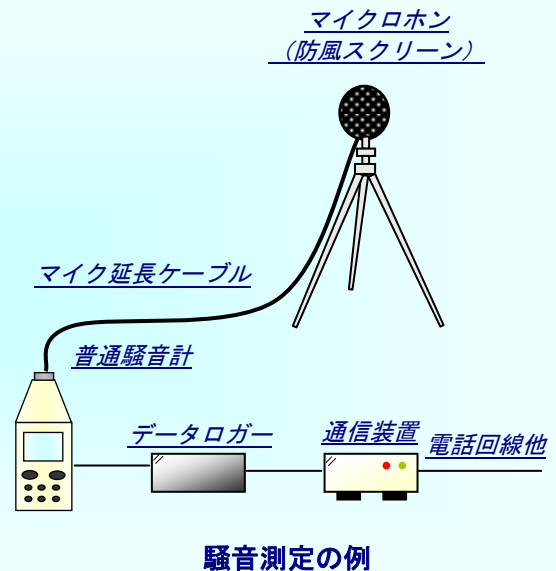 マイクロホン
（防風スクリーン）
マイク延長ケーブル
普通騒音計
データロガー
通信装置
電話回線他
騒音測定の例